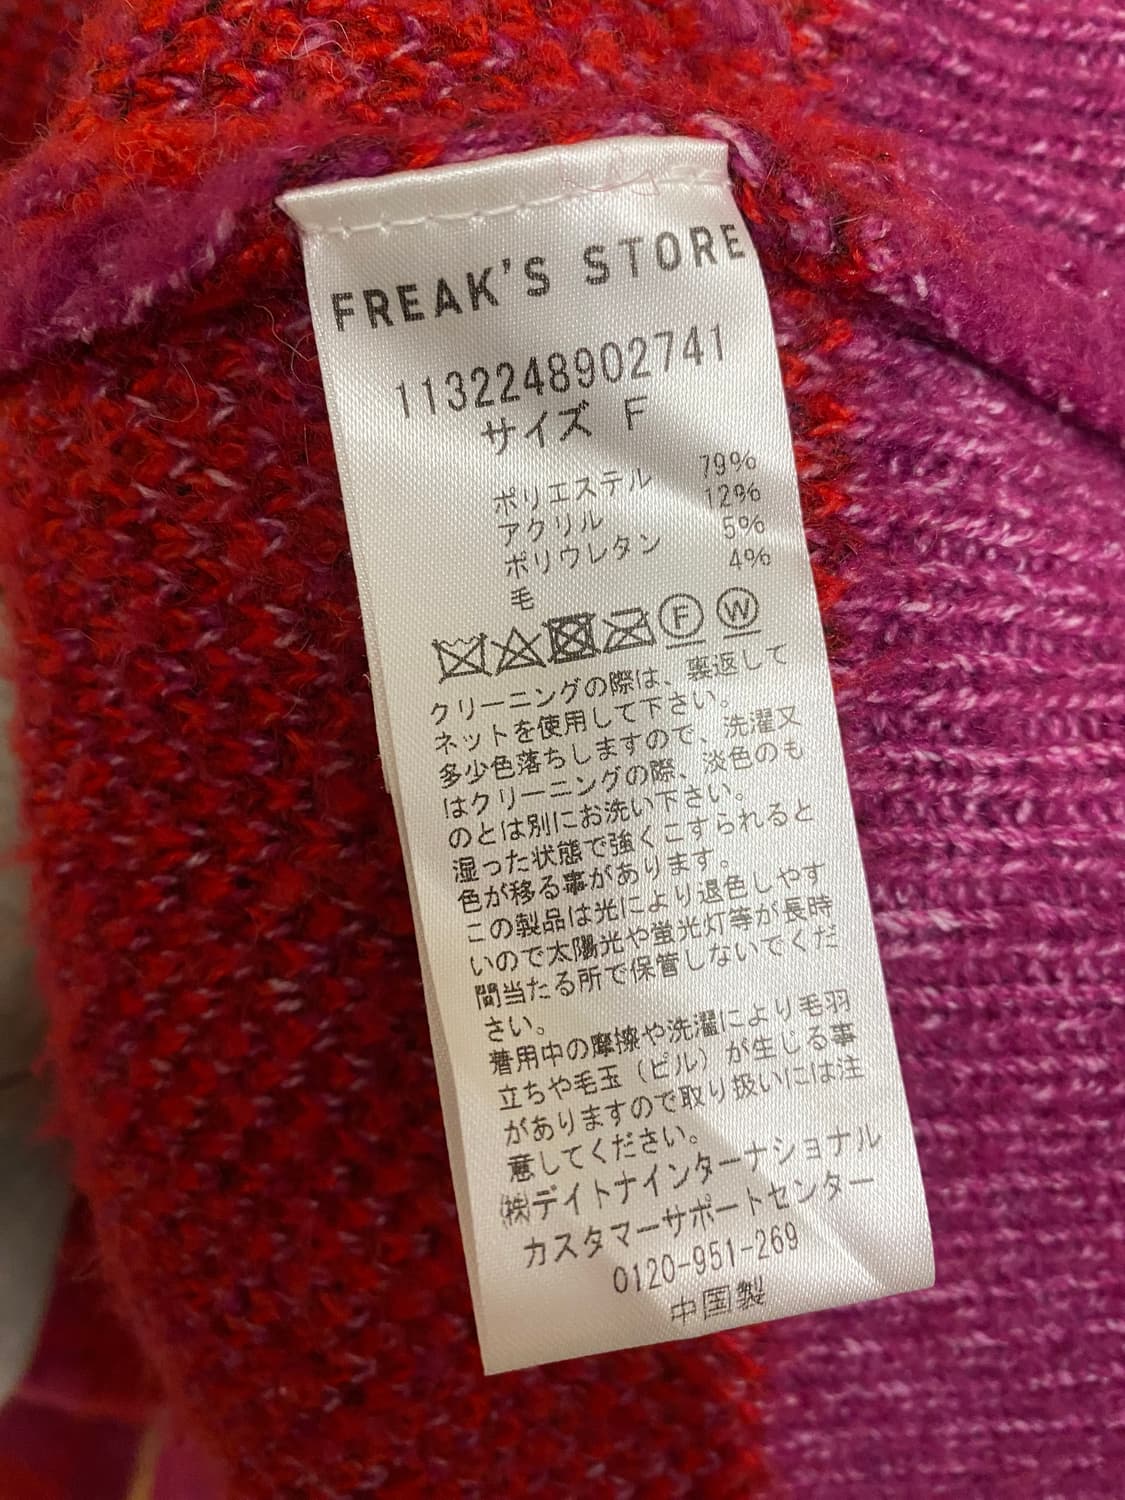 FREAK'S STORE
1132248902741
サイズ F
ポリエステル 79%
アクリル 12%
ポリウレタン 5%
毛 4%
F W
クリーニングの際は、裏返して
ネットを使用して下さい。
多少色落ちしますので、洗濯又
はクリーニングの際、淡色のも
のとは別にお洗い下さい。
湿った状態で強くこすられると
色が移る事があります。
この製品は光により退色しやす
いので太陽光や蛍光灯等が長時
間当たる所で保管しないでくだ
さい。
着用中の摩擦や洗濯により毛羽
立ちや毛玉（ピル）が生じる事
がありますので取り扱いには注
意してください。
㈱デイトナインターナショナル
カスタマーサポートセンター
0120-951-269
中国製